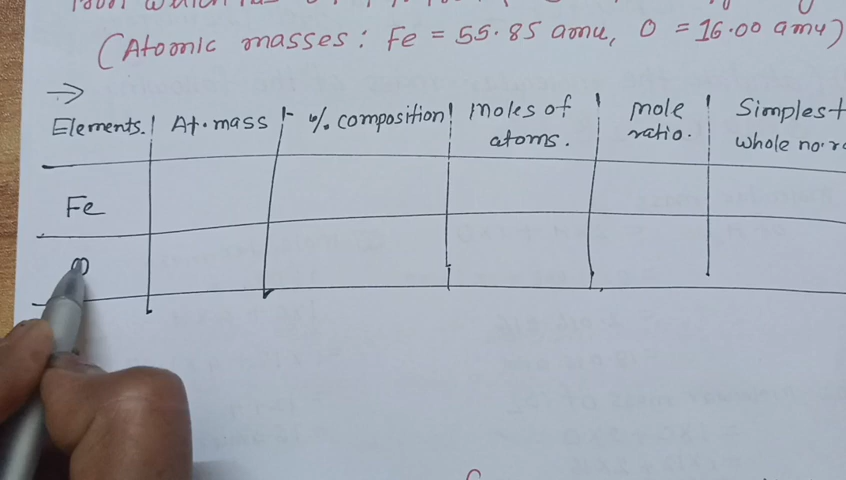 (Atomic masses: Fe = 55.85 amu, O = 16.00 amu)
Elements. At.mass % composition moles of atoms. mole ratio. Simplest whole no.
Fe
O